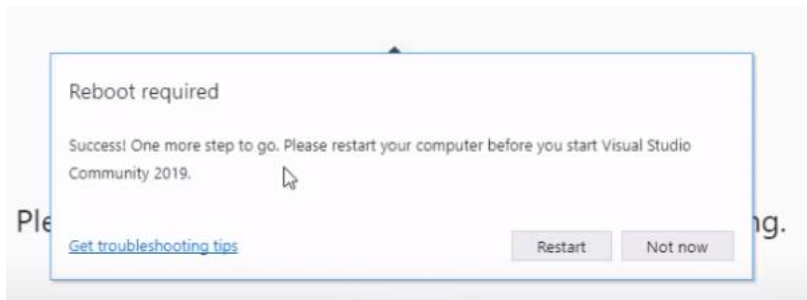 Reboot required
Success! One more step to go. Please restart your computer before you start Visual Studio
Community 2019.
Get troubleshooting tips
Restart Not now